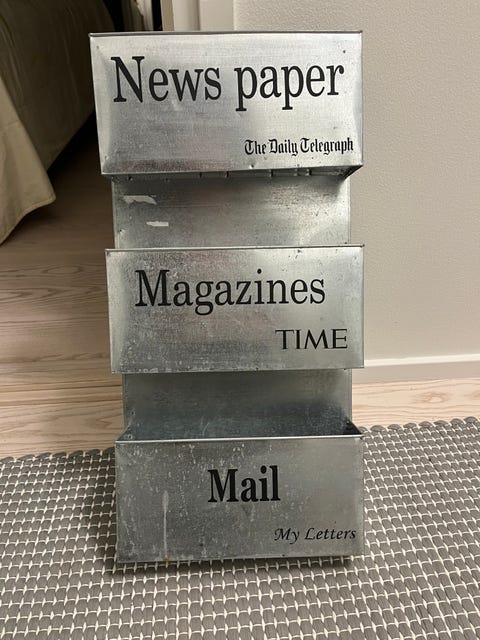 News paper
The Daily Telegraph
Magazines
TIME
Mail
My Letters